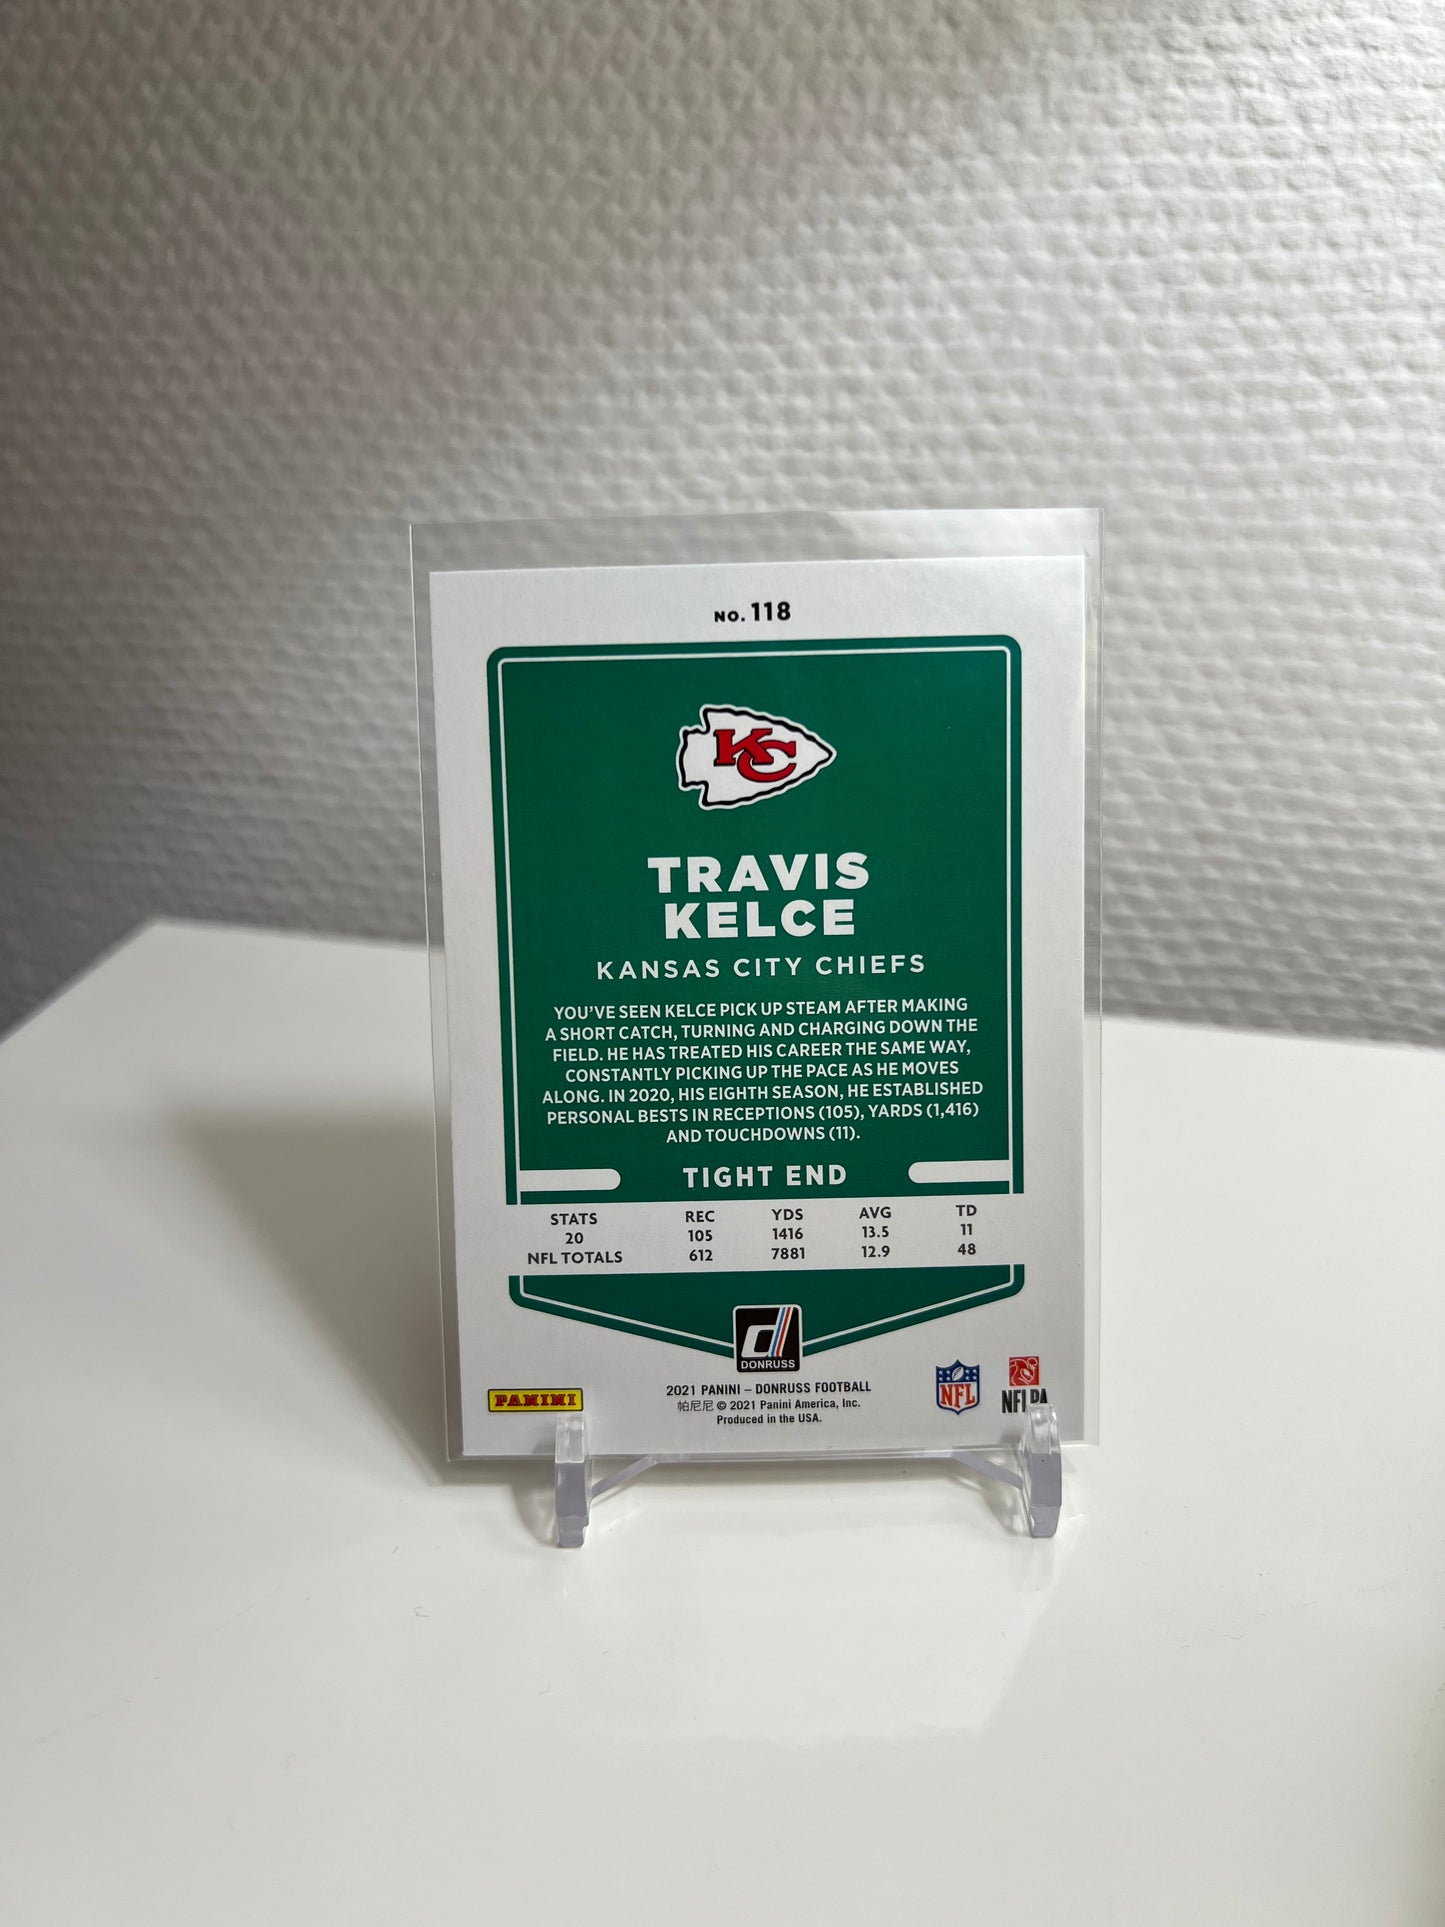 NO. 118
KC
TRAVIS
KELCE
KANSAS CITY CHIEFS
YOU'VE SEEN KELCE PICK UP STEAM AFTER MAKING
A SHORT CATCH, TURNING AND CHARGING DOWN THE
FIELD. HE HAS TREATED HIS CAREER THE SAME WAY,
CONSTANTLY PICKING UP THE PACE AS HE MOVES
ALONG. IN 2020, HIS EIGHTH SEASON, HE ESTABLISHED
PERSONAL BESTS IN RECEPTIONS (105), YARDS (1,416)
AND TOUCHDOWNS (11).
TIGHT END
STATS REC YDS AVG TD
20 105 1416 13.5 11
NFL TOTALS 612 7881 12.9 48
d
DONRUSS
PANINI
2021 PANINI – DONRUSS FOOTBALL
帕尼尼 © 2021 Panini America, Inc.
Produced in the USA.
NFL
NFLPA